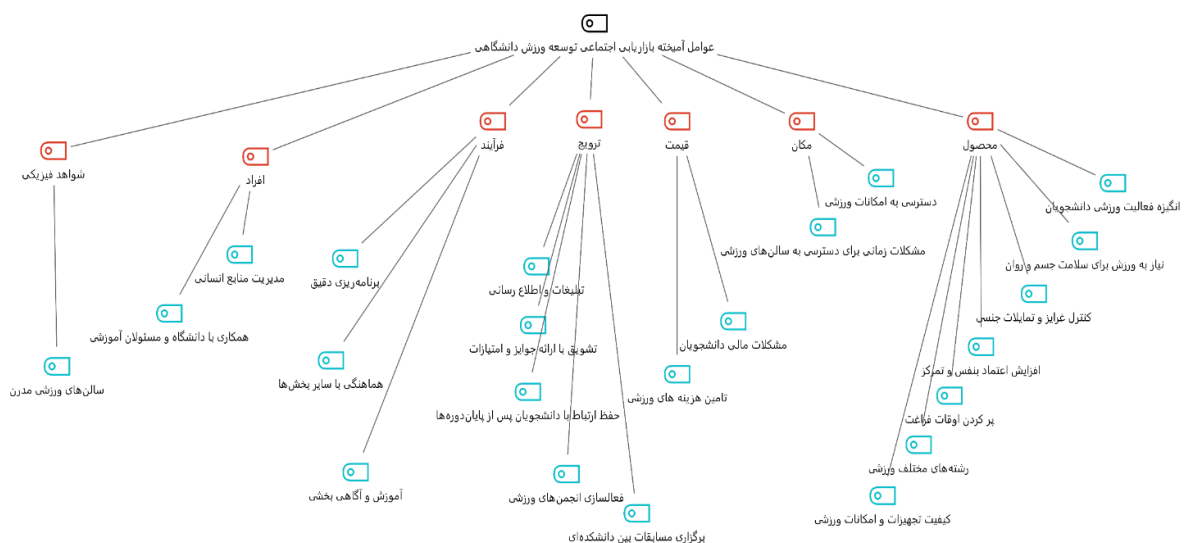 عوامل آمیخته بازاریابی اجتماعی توسعه ورزش دانشگاهی
محصول
مکان
قیمت
ترویج
فرآیند
افراد
شواهد فیزیکی
انگیزه فعالیت ورزشی دانشجویان
نیاز به ورزش برای سلامت جسم و روان
کنترل غرایز و تمایلات جنسی
افزایش اعتماد بنفس و تمرکز
پر کردن اوقات فراغت
رشته‌های مختلف ورزشی
کیفیت تجهیزات و امکانات ورزشی
دسترسی به امکانات ورزشی
مشکلات زمانی برای دسترسی به سالن‌های ورزشی
مشکلات مالی دانشجویان
تامین هزینه های ورزشی
تبلیغات و اطلاع رسانی
تشویق با ارائه جوایز و امتیازات
حفظ ارتباط با دانشجویان پس از پایان‌دوره‌ها
فعالسازی انجمن‌های ورزشی
برگزاری مسابقات بین دانشکده‌ای
برنامه‌ریزی دقیق
هماهنگی با سایر بخش‌ها
آموزش و آگاهی بخشی
مدیریت منابع انسانی
همکاری با دانشگاه و مسئولان آموزشی
سالن‌های ورزشی مدرن